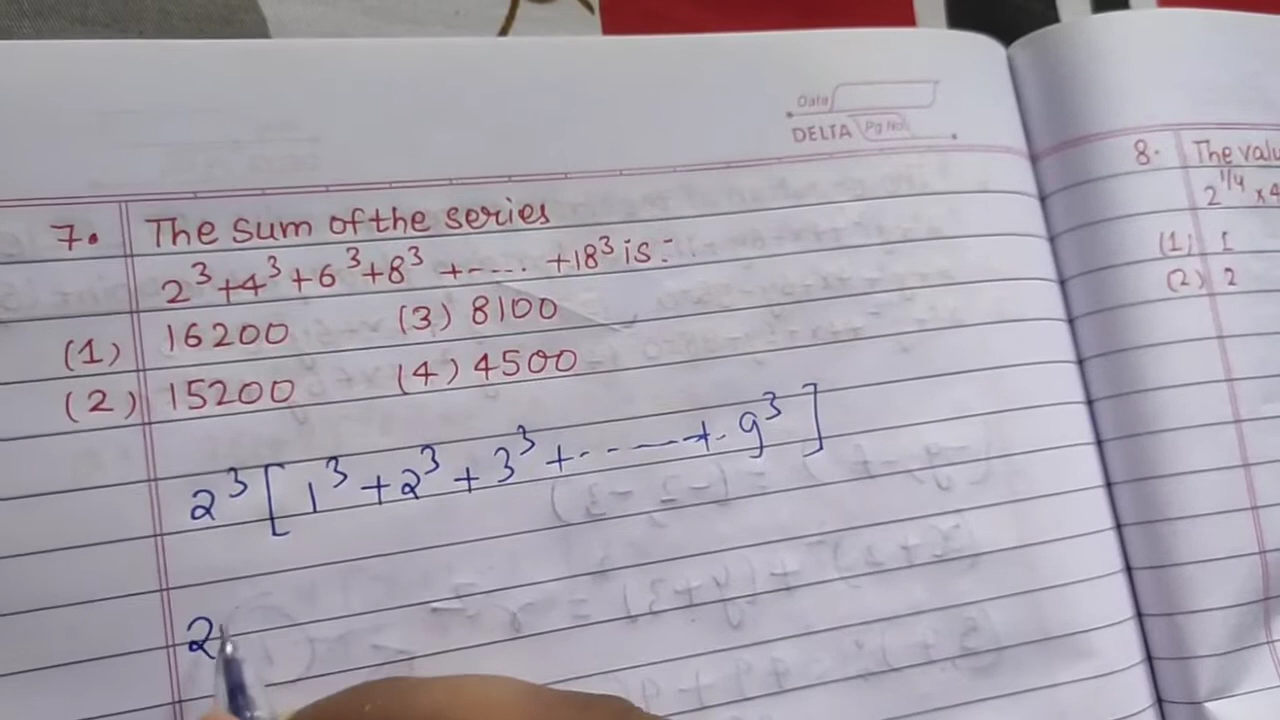 Date
DELTA Pg No.
7. The sum of the series
2³+4³+6³+8³ +----- +18³ is :-
(1) 16200 (3) 8100
(2) 15200 (4) 4500
2³[1³+2³+3³+-----+9³]
2
8. The valu
2^1/4 ×4
(1) 1
(2) 2